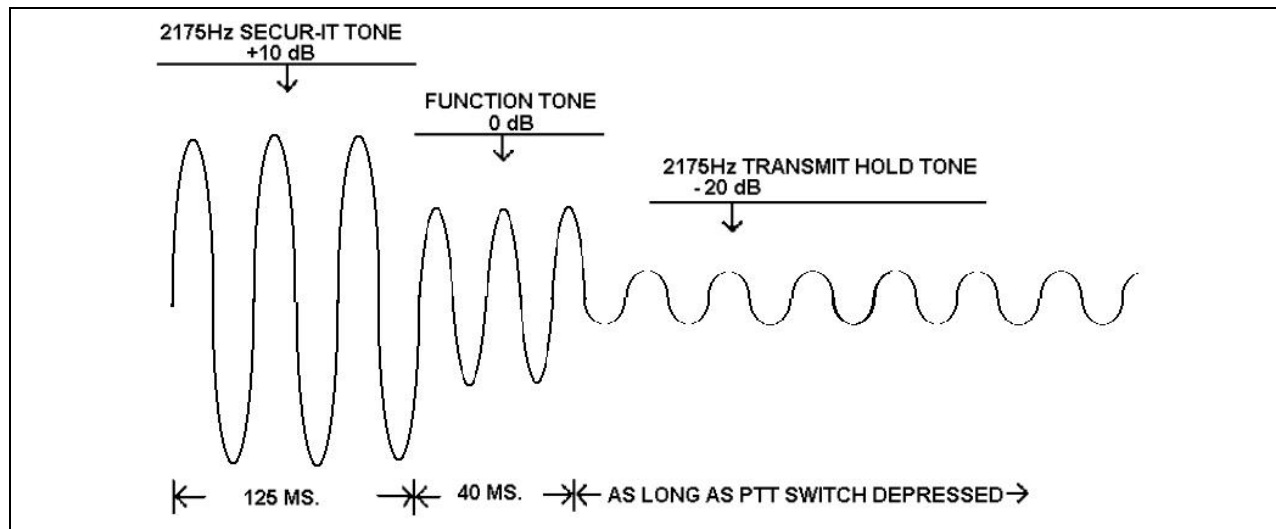 2175Hz SECUR-IT TONE
+10 dB
FUNCTION TONE
0 dB
2175Hz TRANSMIT HOLD TONE
-20 dB
125 MS.
40 MS.
AS LONG AS PTT SWITCH DEPRESSED